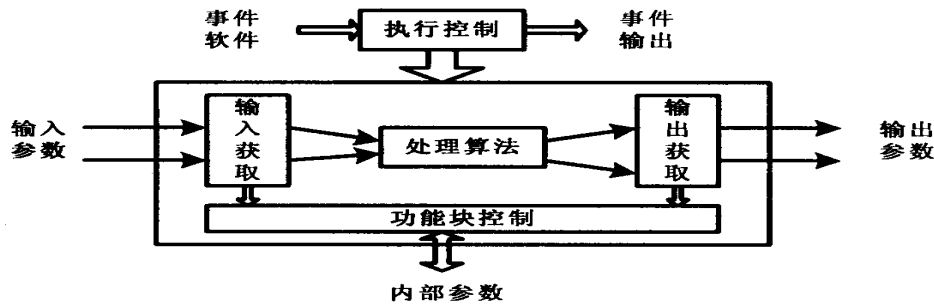 事件
软件
执行控制
事件
输出
输入
参数
输入获取
处理算法
输出获取
输出
参数
功能块控制
内部参数